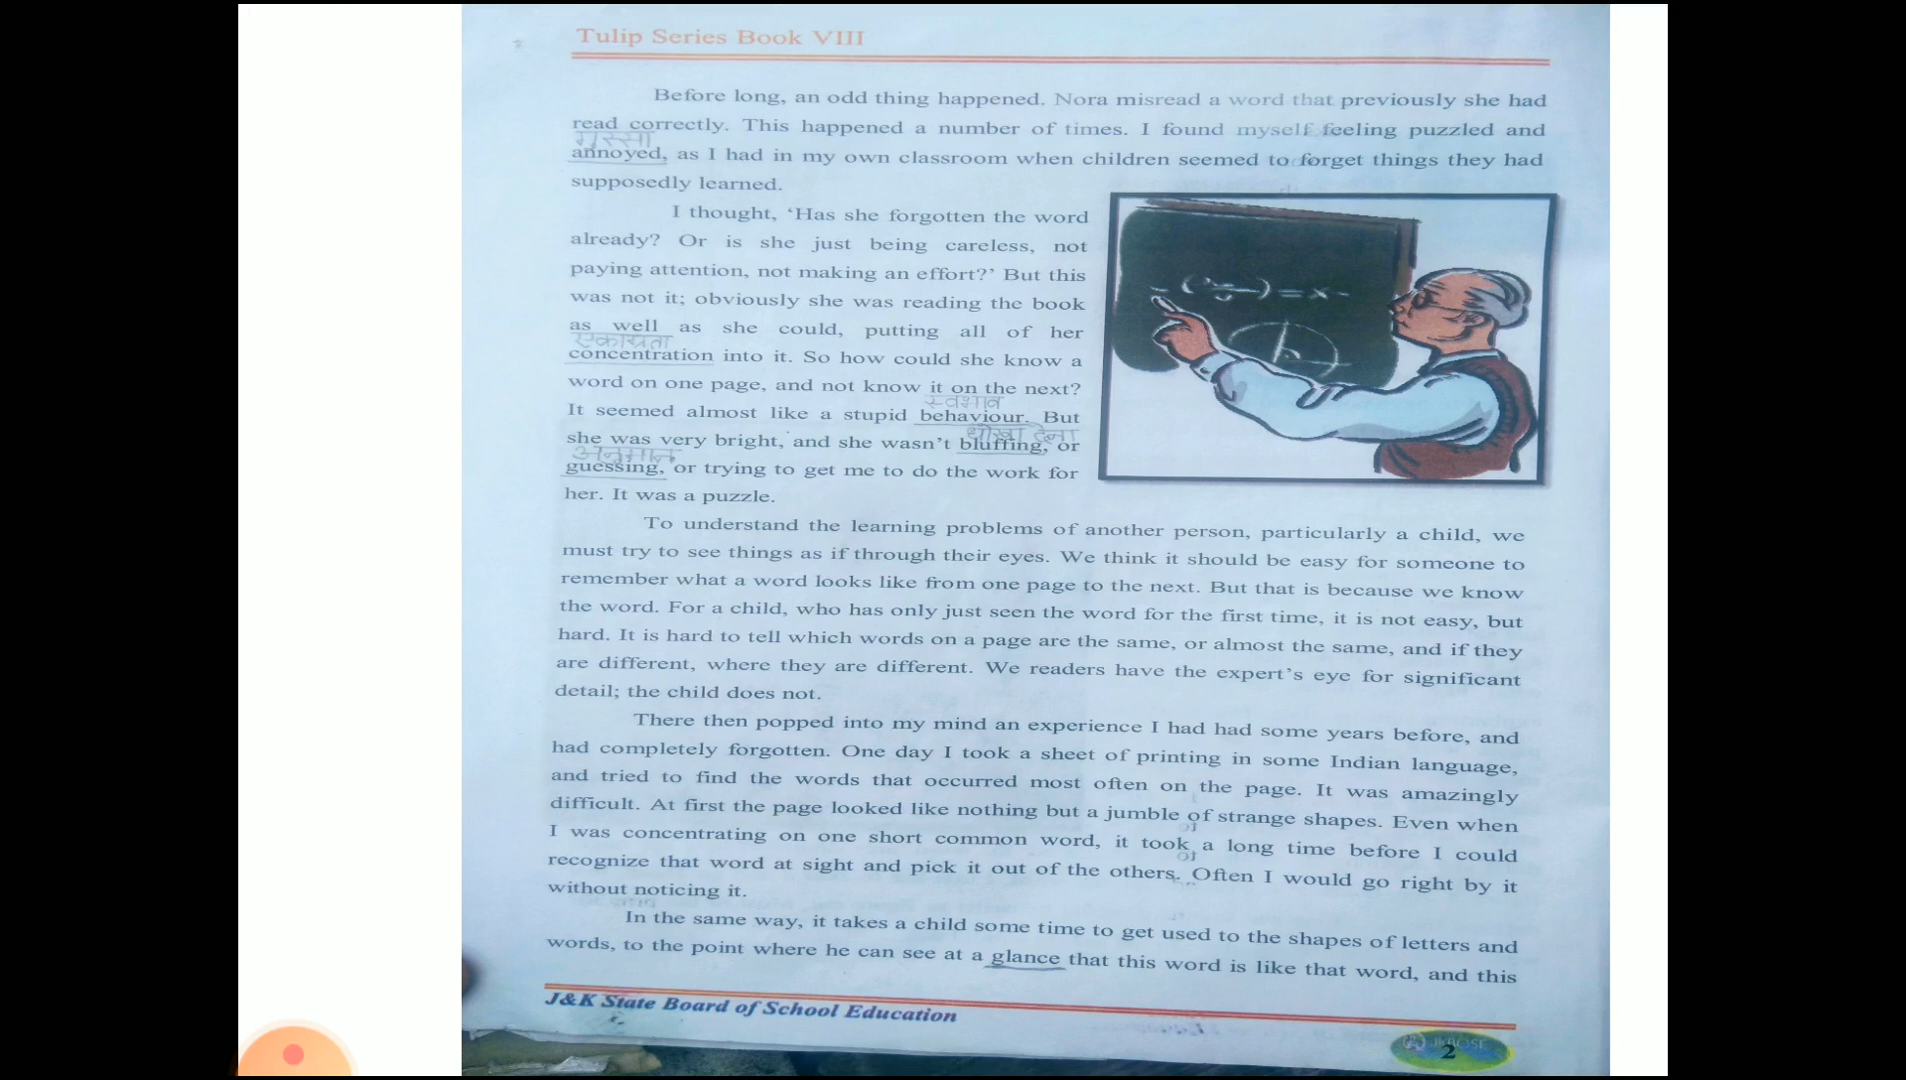 Tulip Series Book VIII
Before long, an odd thing happened. Nora misread a word that previously she had
read correctly. This happened a number of times. I found myself feeling puzzled and
गुस्सा
annoyed, as I had in my own classroom when children seemed to forget things they had
supposedly learned.
I thought, ‘Has she forgotten the word
already? Or is she just being careless, not
paying attention, not making an effort?’ But this
was not it; obviously she was reading the book
as well as she could, putting all of her
एकाग्रता
concentration into it. So how could she know a
word on one page, and not know it on the next?
स्वभाव
It seemed almost like a stupid behaviour. But
धोखा देना
she was very bright, and she wasn’t bluffing, or
अनुमान
guessing, or trying to get me to do the work for
her. It was a puzzle.
To understand the learning problems of another person, particularly a child, we
must try to see things as if through their eyes. We think it should be easy for someone to
remember what a word looks like from one page to the next. But that is because we know
the word. For a child, who has only just seen the word for the first time, it is not easy, but
hard. It is hard to tell which words on a page are the same, or almost the same, and if they
are different, where they are different. We readers have the expert’s eye for significant
detail; the child does not.
There then popped into my mind an experience I had had some years before, and
had completely forgotten. One day I took a sheet of printing in some Indian language,
and tried to find the words that occurred most often on the page. It was amazingly
difficult. At first the page looked like nothing but a jumble of strange shapes. Even when
I was concentrating on one short common word, it took a long time before I could
recognize that word at sight and pick it out of the others. Often I would go right by it
without noticing it.
In the same way, it takes a child some time to get used to the shapes of letters and
words, to the point where he can see at a glance that this word is like that word, and this
J&K State Board of School Education
JKBOSE
2